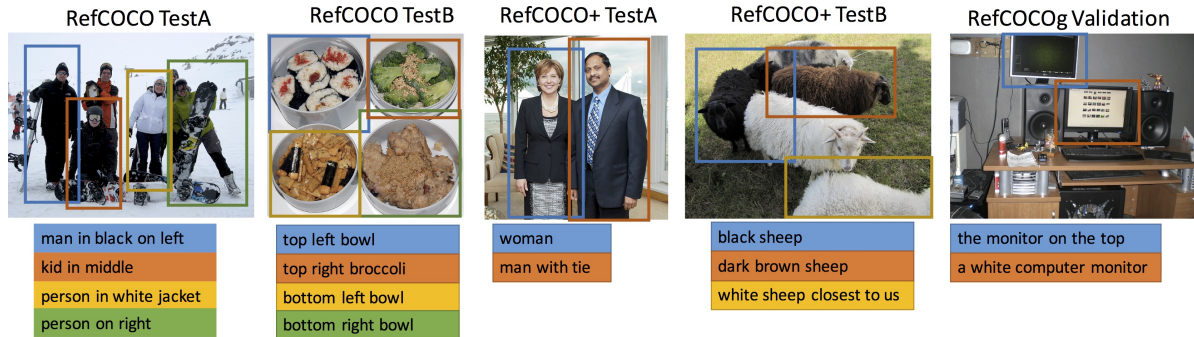 RefCOCO TestA
RefCOCO TestB
RefCOCO+ TestA
RefCOCO+ TestB
RefCOCOg Validation
man in black on left
kid in middle
person in white jacket
person on right
top left bowl
top right broccoli
bottom left bowl
bottom right bowl
woman
man with tie
black sheep
dark brown sheep
white sheep closest to us
the monitor on the top
a white computer monitor